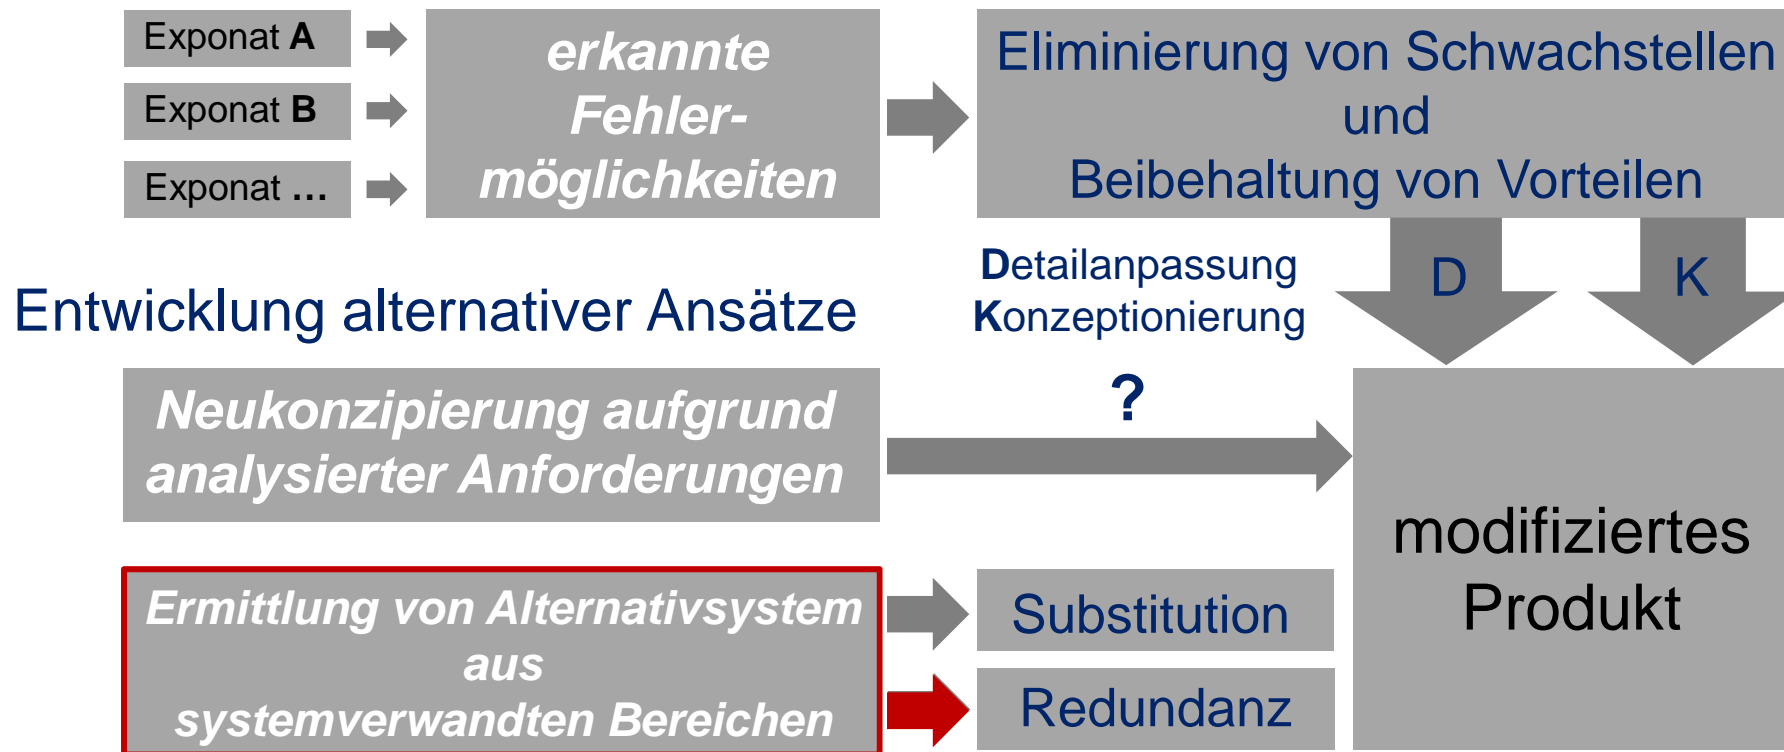 Exponat A
Exponat B
Exponat ...
erkannte
Fehler-
möglichkeiten
Eliminierung von Schwachstellen
und
Beibehaltung von Vorteilen
Detailanpassung
Konzeptionierung
D
K
Entwicklung alternativer Ansätze
Neukonzipierung aufgrund
analysierter Anforderungen
?
modifiziertes
Produkt
Ermittlung von Alternativsystem
aus
systemverwandten Bereichen
Substitution
Redundanz